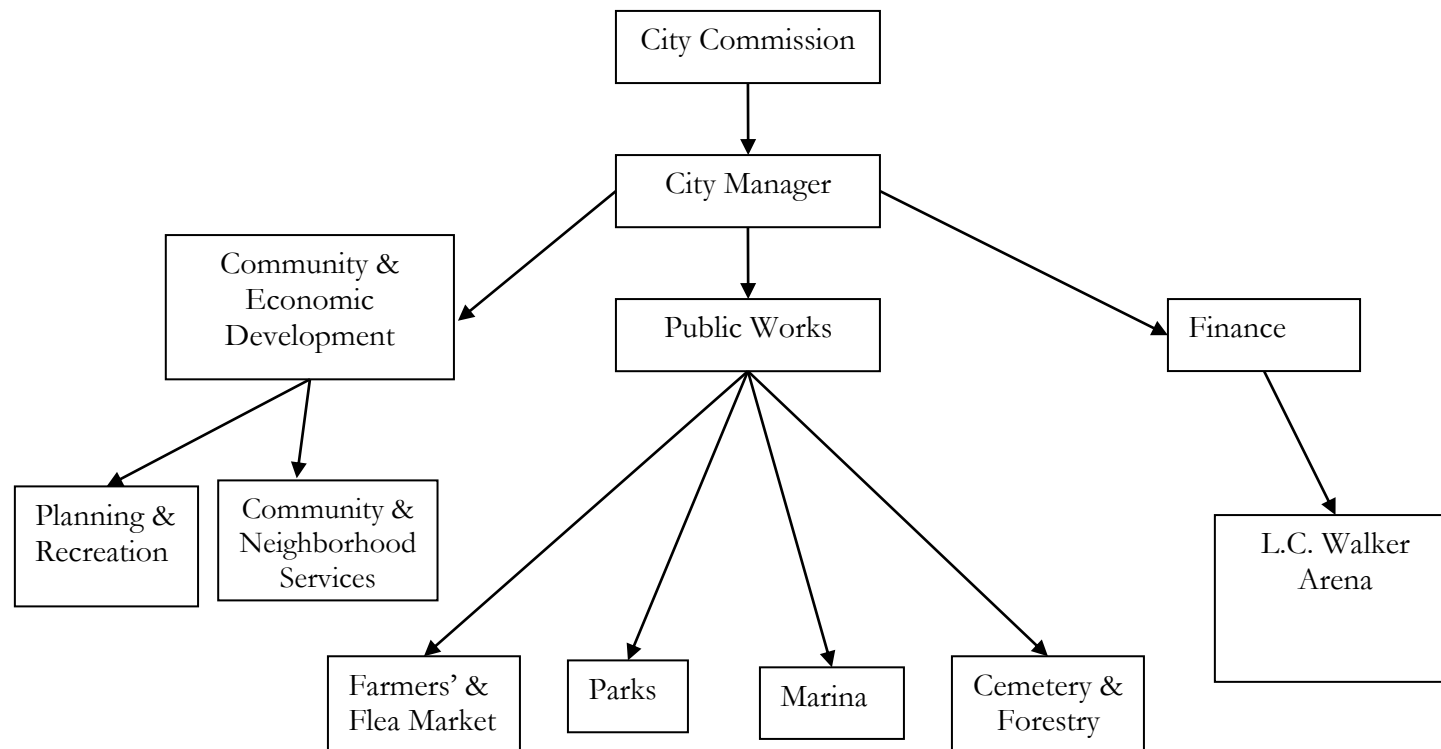 City Commission
City Manager
Community &
Economic
Development
Public Works
Finance
Planning &
Recreation
Community &
Neighborhood
Services
L.C. Walker
Arena
Farmers’ &
Flea Market
Parks
Marina
Cemetery &
Forestry